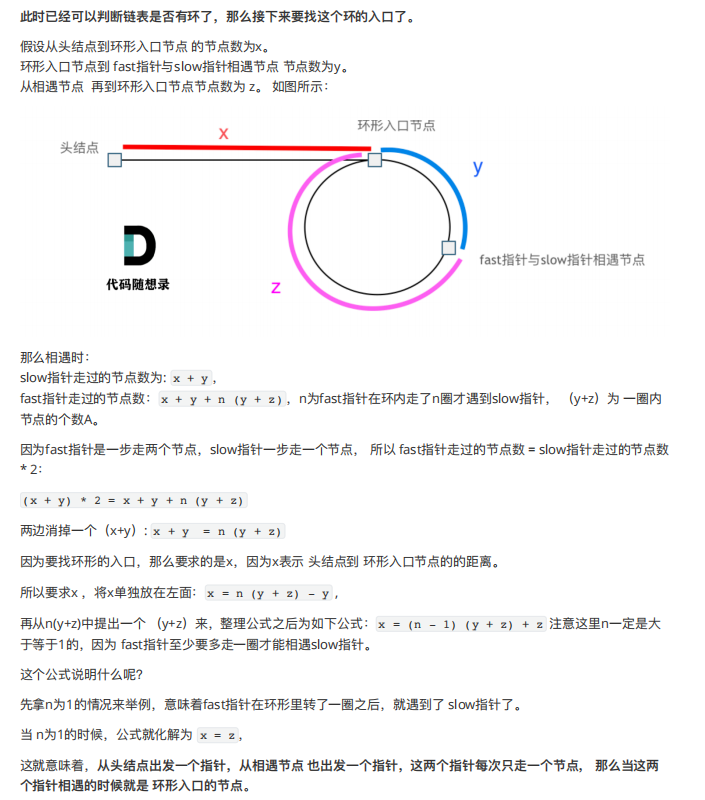 此时已经可以判断链表是否有环了，那么接下来要找这个环的入口了。
假设从头结点到环形入口节点 的节点数为x。
环形入口节点到 fast指针与slow指针相遇节点 节点数为y。
从相遇节点 再到环形入口节点节点数为 z。 如图所示：
环形入口节点
x
头结点
y
fast指针与slow指针相遇节点
代码随想录
z
那么相遇时：
slow指针走过的节点数为: x + y，
fast指针走过的节点数： x + y + n (y + z)，n为fast指针在环内走了n圈才遇到slow指针， （y+z）为 一圈内
节点的个数A。
因为fast指针是一步走两个节点，slow指针一步走一个节点， 所以 fast指针走过的节点数 = slow指针走过的节点数
* 2：
(x + y) * 2 = x + y + n (y + z)
两边消掉一个（x+y）: x + y = n (y + z)
因为要找环形的入口，那么要求的是x，因为x表示 头结点到 环形入口节点的的距离。
所以要求x ，将x单独放在左面： x = n (y + z) - y ,
再从n(y+z)中提出一个 （y+z）来，整理公式之后为如下公式： x = (n - 1) (y + z) + z 注意这里n一定是大
于等于1的，因为 fast指针至少要多走一圈才能相遇slow指针。
这个公式说明什么呢？
先拿n为1的情况来举例，意味着fast指针在环形里转了一圈之后，就遇到了 slow指针了。
当 n为1的时候，公式就化解为 x = z，
这就意味着，从头结点出发一个指针，从相遇节点 也出发一个指针，这两个指针每次只走一个节点， 那么当这两
个指针相遇的时候就是 环形入口的节点。